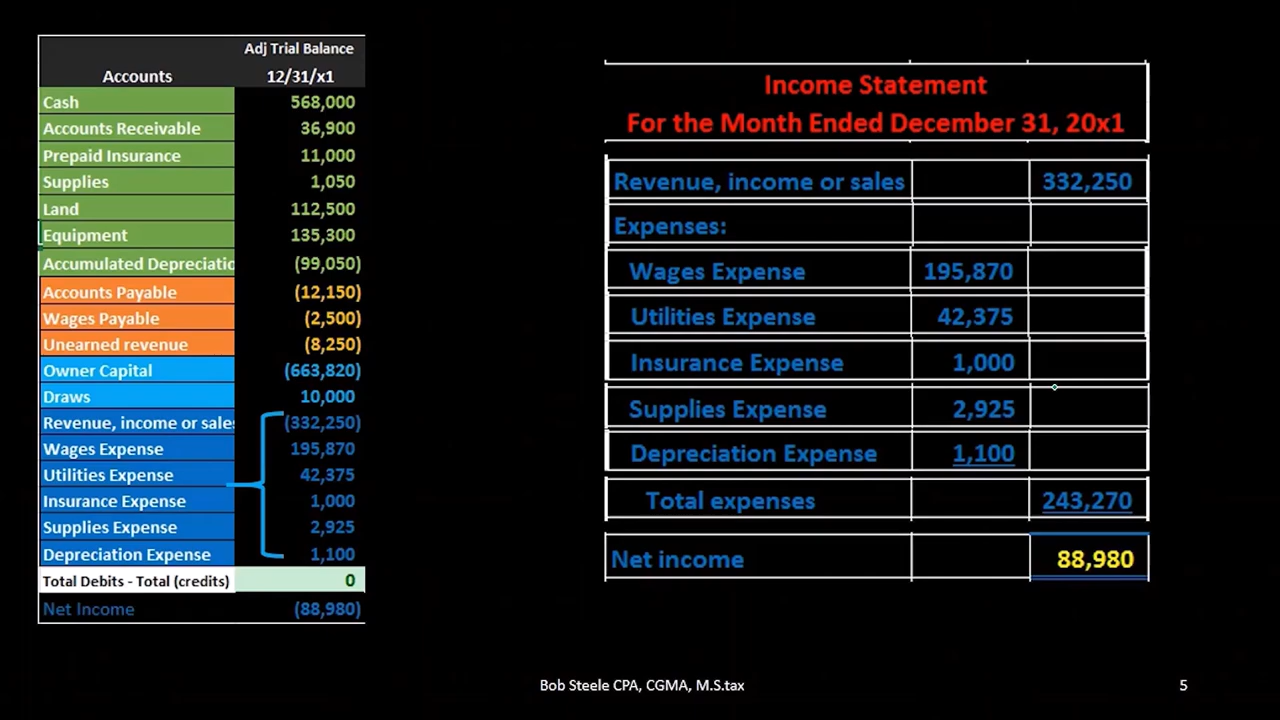 Adj Trial Balance
Accounts 12/31/x1
Cash 568,000
Accounts Receivable 36,900
Prepaid Insurance 11,000
Supplies 1,050
Land 112,500
Equipment 135,300
Accumulated Depreciatio (99,050)
Accounts Payable (12,150)
Wages Payable (2,500)
Unearned revenue (8,250)
Owner Capital (663,820)
Draws 10,000
Revenue, income or sales (332,250)
Wages Expense 195,870
Utilities Expense 42,375
Insurance Expense 1,000
Supplies Expense 2,925
Depreciation Expense 1,100
Total Debits - Total (credits) 0
Net Income (88,980)
Income Statement
For the Month Ended December 31, 20x1
Revenue, income or sales 332,250
Expenses:
Wages Expense 195,870
Utilities Expense 42,375
Insurance Expense 1,000
Supplies Expense 2,925
Depreciation Expense 1,100
Total expenses 243,270
Net income 88,980
Bob Steele CPA, CGMA, M.S.tax 5